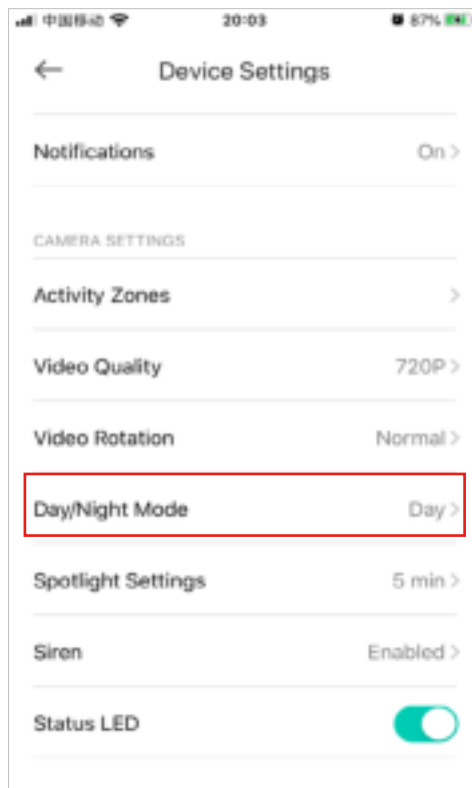 中国移动 20:03 87%
Device Settings
Notifications On >
CAMERA SETTINGS
Activity Zones >
Video Quality 720P >
Video Rotation Normal >
Day/Night Mode Day >
Spotlight Settings 5 min >
Siren Enabled >
Status LED